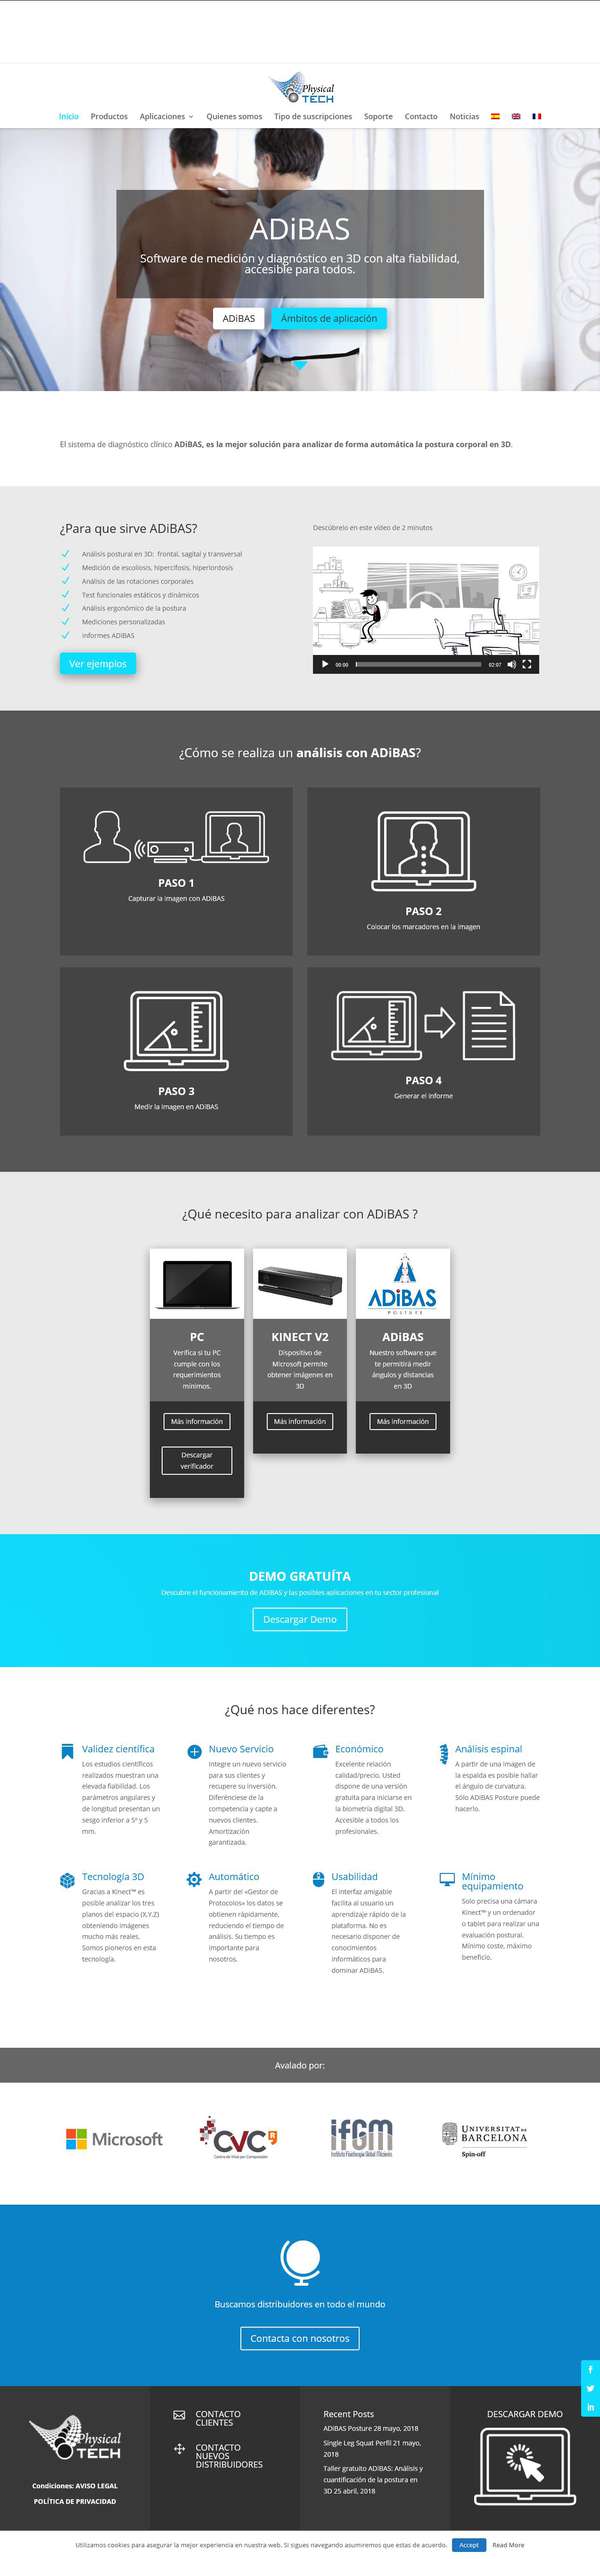 Physical
TECH
Inicio Productos Aplicaciones Quienes somos Tipo de suscripciones Soporte Contacto Noticias
ADiBAS
Software de medición y diagnóstico en 3D con alta fiabilidad,
accesible para todos.
ADiBAS Ámbitos de aplicación
El sistema de diagnóstico clínico ADiBAS, es la mejor solución para analizar de forma automática la postura corporal en 3D.
¿Para que sirve ADiBAS?
Análisis postural en 3D: frontal, sagital y transversal
Medición de escoliosis, hipercifosis, hiperlordosis
Análisis de las rotaciones corporales
Test funcionales estáticos y dinámicos
Análisis ergonómico de la postura
Mediciones personalizadas
informes ADiBAS
Ver ejemplos
Descúbrelo en este vídeo de 2 minutos
00:00 02:07
¿Cómo se realiza un análisis con ADiBAS?
PASO 1
Capturar la imagen con ADiBAS
PASO 2
Colocar los marcadores en la imagen
PASO 3
Medir la imagen en ADiBAS
PASO 4
Generar el informe
¿Qué necesito para analizar con ADiBAS ?
PC
Verifica si tu PC
cumple con los
requerimientos
mínimos.
Más información
Descargar
verificador
KINECT V2
Dispositivo de
Microsoft permite
obtener imágenes en
3D
Más información
ADiBAS
POSTURE
ADiBAS
Nuestro software que
te permitirá medir
ángulos y distancias
en 3D
Más información
DEMO GRATUÍTA
Descubre el funcionamiento de ADiBAS y las posibles aplicaciones en tu sector profesional
Descargar Demo
¿Qué nos hace diferentes?
Validez científica
Los estudios científicos
realizados muestran una
elevada fiabilidad. Los
parámetros angulares y
de longitud presentan un
sesgo inferior a 5º y 5
mm.
Nuevo Servicio
Integre un nuevo servicio
para sus clientes y
recupere su inversión.
Diferénciese de la
competencia y capte a
nuevos clientes.
Amortización
garantizada.
Económico
Excelente relación
calidad/precio. Usted
dispone de una versión
gratuita para iniciarse en
la biometría digital 3D.
Accesible a todos los
profesionales.
Análisis espinal
A partir de una imagen de
la espalda es posible hallar
el ángulo de curvatura.
Sólo ADiBAS Posture puede
hacerlo.
Tecnología 3D
Gracias a Kinect™ es
posible analizar los tres
planos del espacio (X,Y,Z)
obteniendo imágenes
mucho más reales.
Somos pioneros en esta
tecnología.
Automático
A partir del «Gestor de
Protocolos» los datos se
obtienen rápidamente,
reduciendo el tiempo de
análisis. Su tiempo es
importante para
nosotros.
Usabilidad
El interfaz amigable
facilita al usuario un
aprendizaje rápido de la
plataforma. No es
necesario disponer de
conocimientos
informáticos para
dominar ADiBAS.
Mínimo
equipamiento
Solo precisa una cámara
Kinect™ y un ordenador
o tablet para realizar una
evaluación postural.
Mínimo coste, máximo
beneficio.
Avalado por:
Microsoft
CVC
Centre de Visió per Computador
ifGM
UNIVERSITAT DE
BARCELONA
Spin-off
Buscamos distribuidores en todo el mundo
Contacta con nosotros
Physical
TECH
Condiciones: AVISO LEGAL
POLÍTICA DE PRIVACIDAD
CONTACTO
CLIENTES
CONTACTO
NUEVOS
DISTRIBUIDORES
Recent Posts
ADiBAS Posture 28 mayo, 2018
Single Leg Squat Perfil 21 mayo,
2018
Taller gratuito ADiBAS: Análisis y
cuantificación de la postura en
3D 25 abril, 2018
DESCARGAR DEMO
Utilizamos cookies para asegurar la mejor experiencia en nuestra web. Si sigues navegando asumiremos que estas de acuerdo. Accept Read More